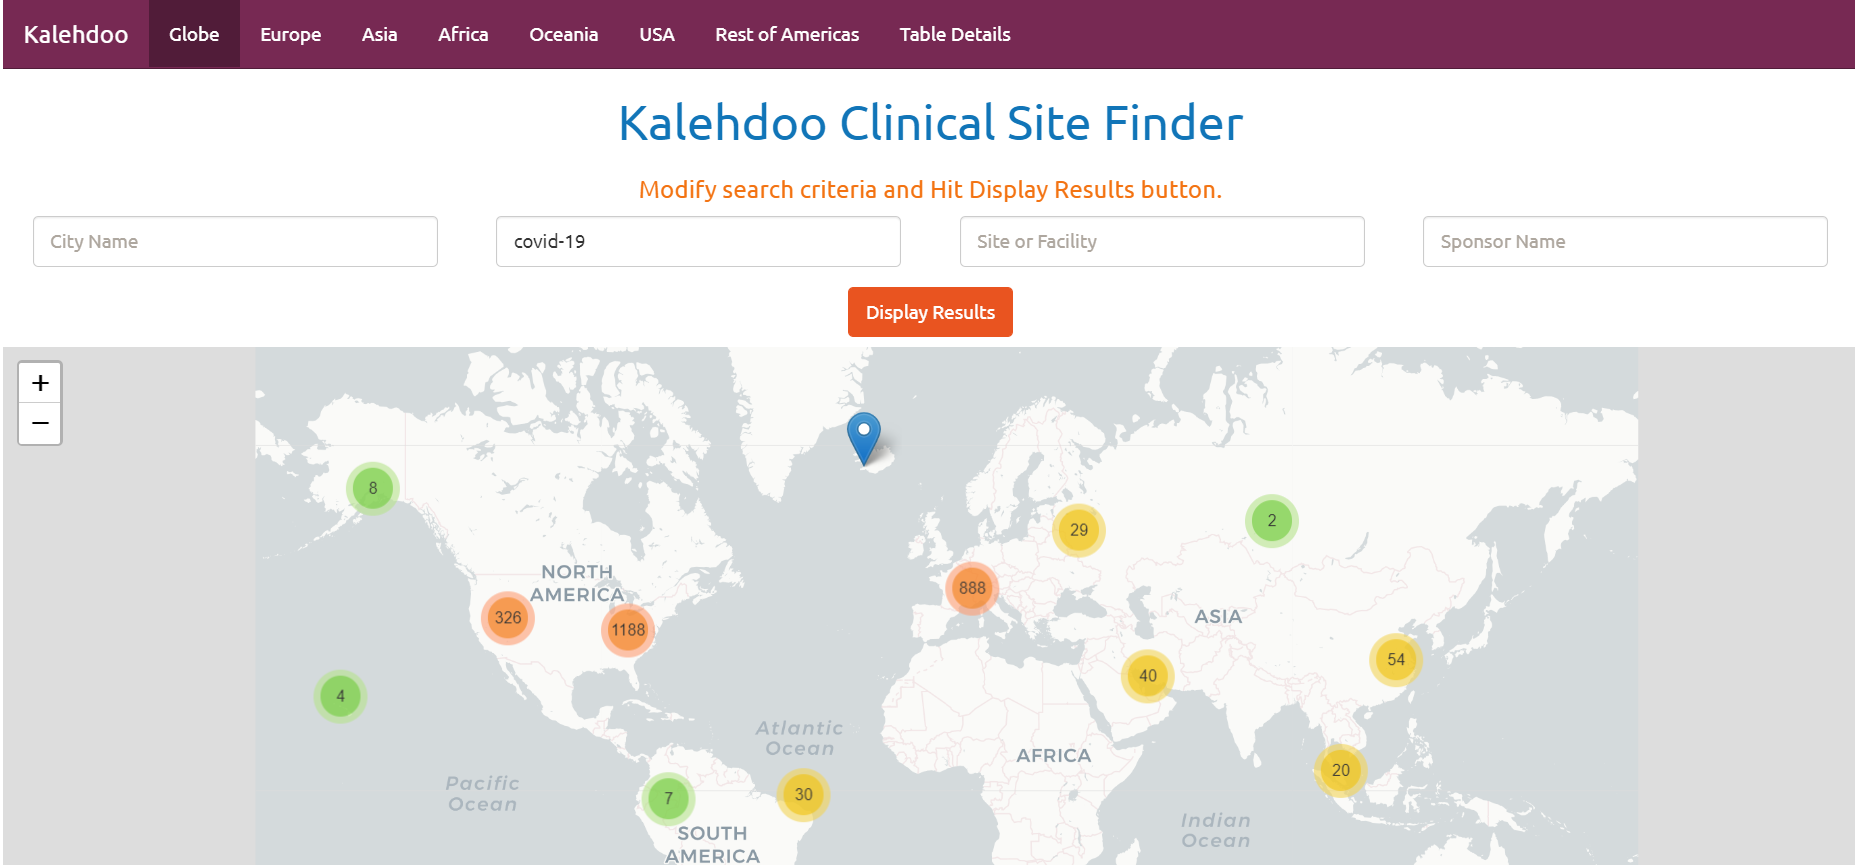 Kalehdoo Globe Europe Asia Africa Oceania USA Rest of Americas Table Details
Kalehdoo Clinical Site Finder
Modify search criteria and Hit Display Results button.
City Name covid-19 Site or Facility Sponsor Name
Display Results
+
−
8
2
29
NORTH
AMERICA
888
326
1188
ASIA
54
40
4
Atlantic
Ocean
AFRICA
20
Pacific
Ocean
7
30
Indian
Ocean
SOUTH
AMERICA